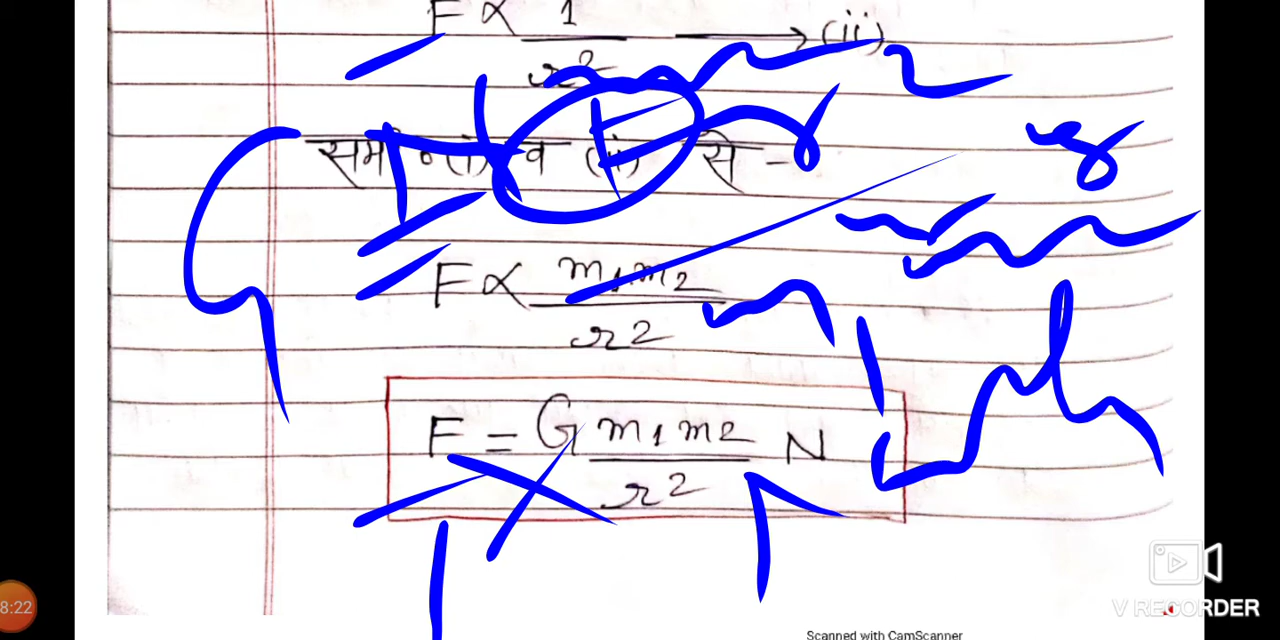 F ∝ 1/r² → (ii)
समी० (i) व (ii) से -
F ∝ m₁m₂/r²
F = G m₁m₂/r² N
8:22
V RECORDER
Scanned with CamScanner